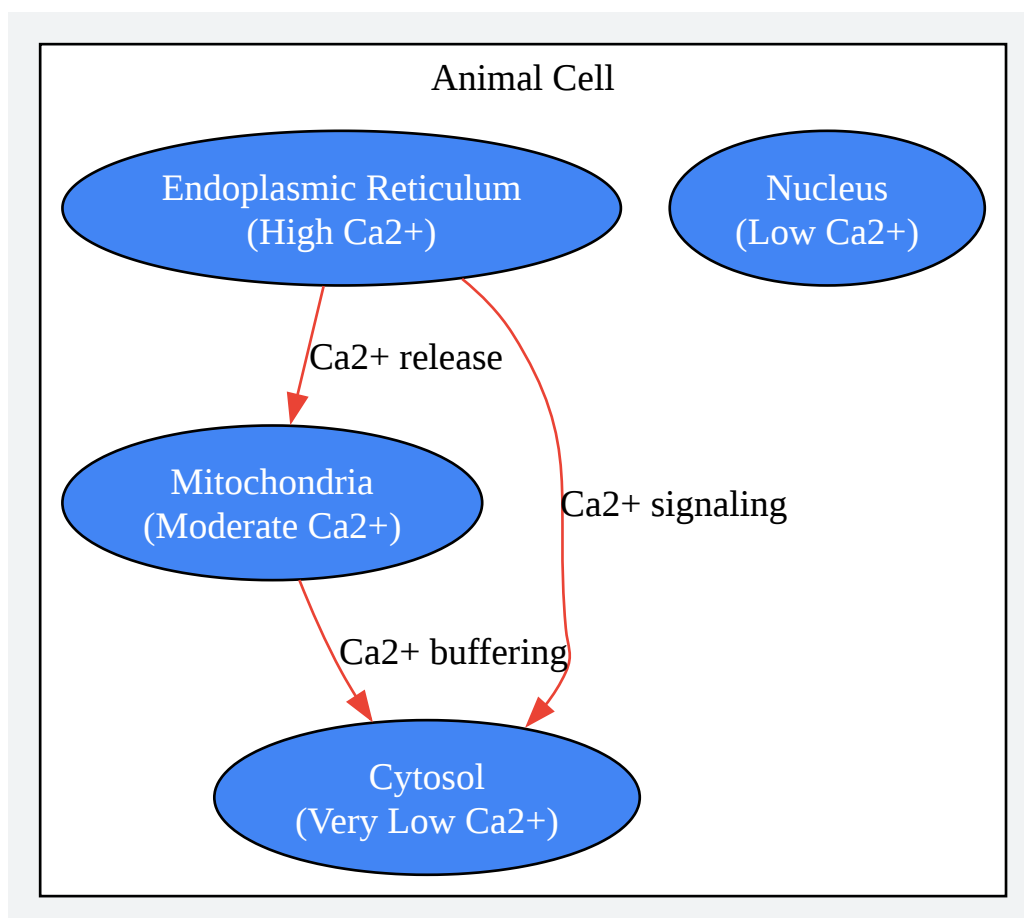 Animal Cell
Endoplasmic Reticulum
(High Ca2+)
Nucleus
(Low Ca2+)
Ca2+ release
Mitochondria
(Moderate Ca2+)
Ca2+ signaling
Ca2+ buffering
Cytosol
(Very Low Ca2+)